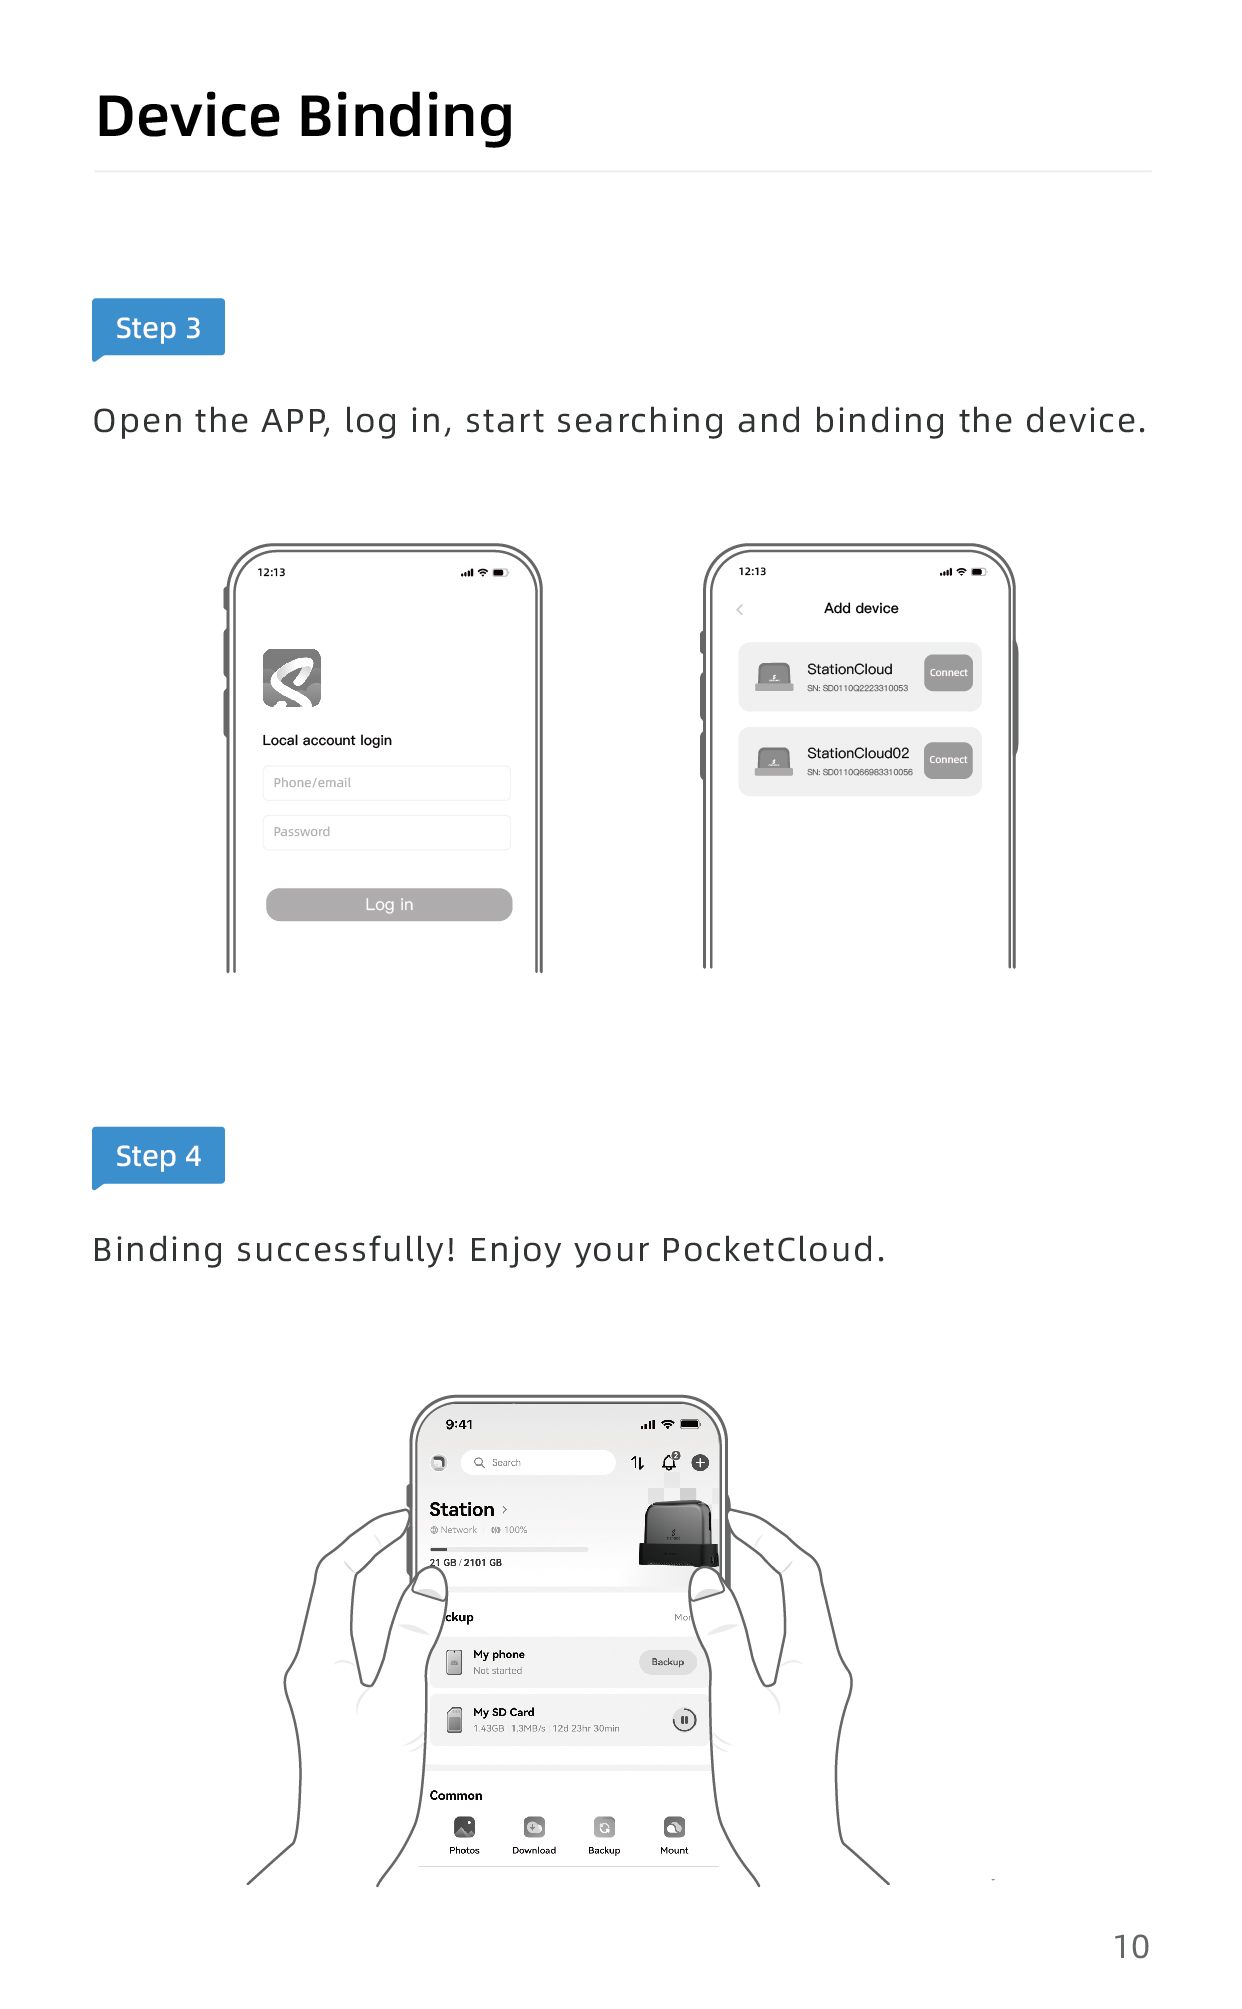 Device Binding
Step 3
Open the APP, log in, start searching and binding the device.
12:13
Local account login
Phone/email
Password
Log in
12:13
Add device
StationCloud
SN: SD0110Q2223310053
Connect
StationCloud02
SN: SD0110Q66983310056
Connect
Step 4
Binding successfully! Enjoy your PocketCloud.
9:41
Search
2
Station
Network 100%
21 GB / 2101 GB
My phone
Not started
Backup
My SD Card
1.43GB 1.3MB/s 12d 23hr 30min
Common
Photos Download Backup Mount
10